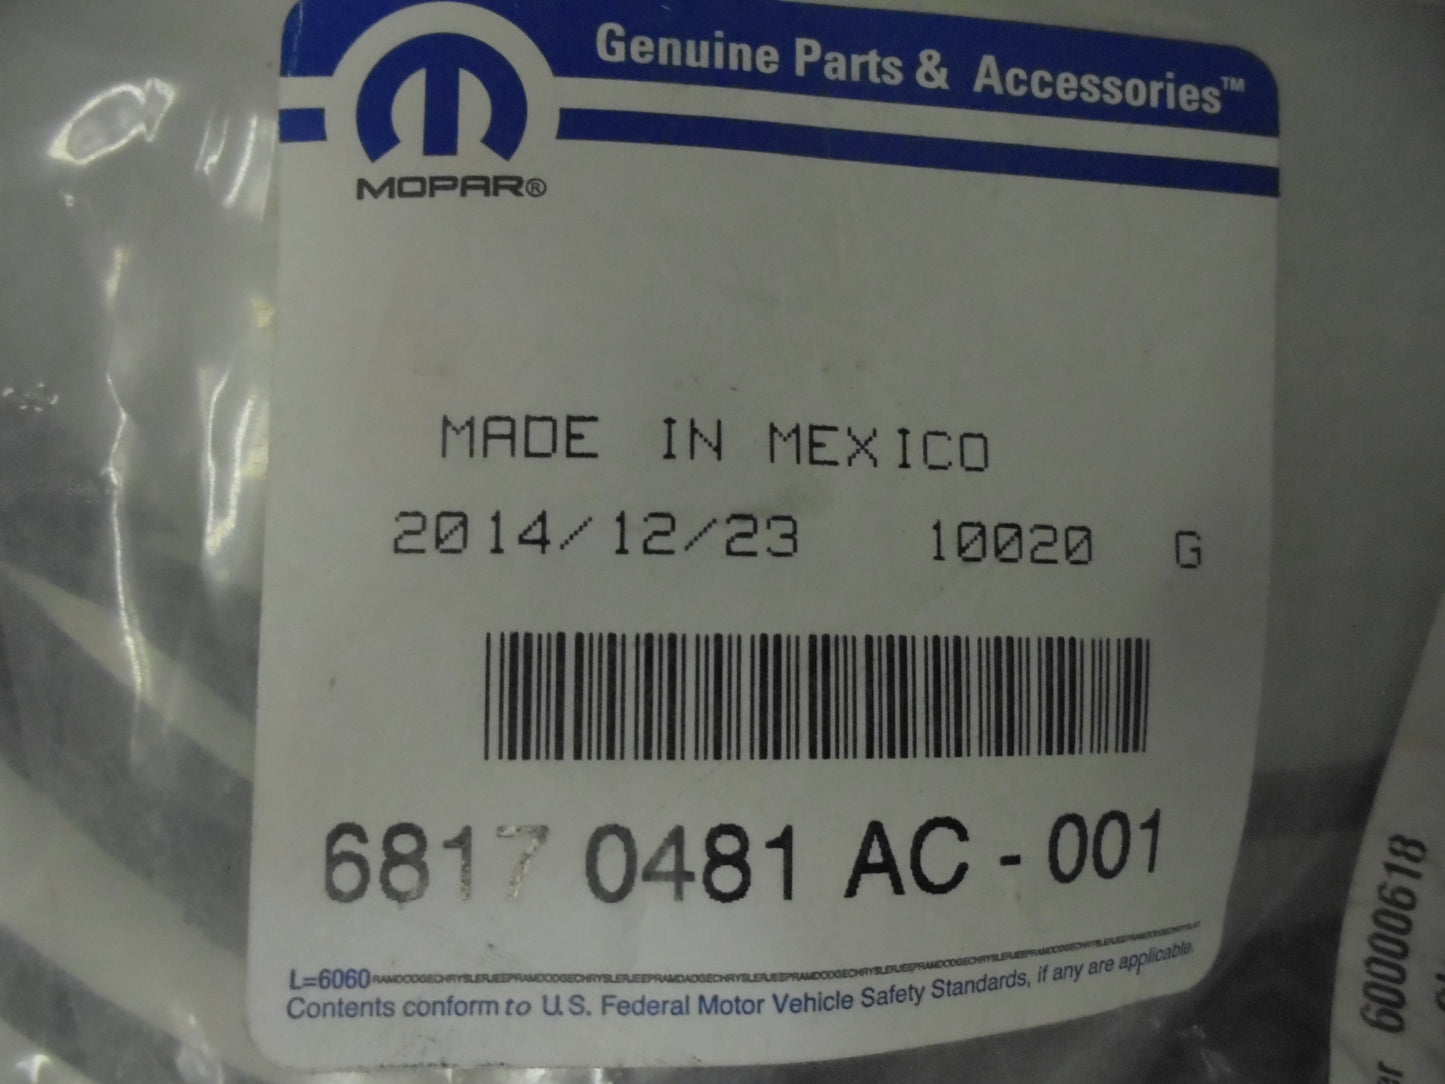 Genuine Parts & Accessories™
MOPAR®
MADE IN MEXICO
2014/12/23 10020 G
6817 0481 AC - 001
L=6060
Contents conform to U.S. Federal Motor Vehicle Safety Standards, if any are applicable.
60000618